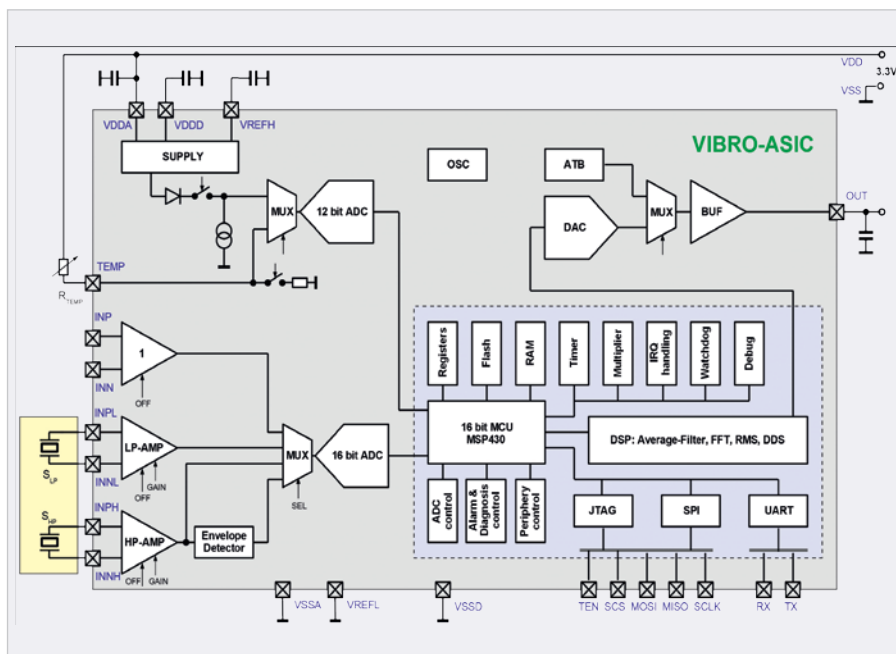 VDD
3.3V
VSS
VDDA
VDDD
VREFH
VIBRO-ASIC
SUPPLY
OSC
ATB
OUT
MUX
12 bit ADC
DAC
MUX
BUF
TEMP
R TEMP
INP
1
INN
OFF
Registers
Flash
RAM
Timer
Multiplier
IRQ
handling
Watchdog
Debug
INPL
LP-AMP
S LP
INNL
GAIN
OFF
MUX
16 bit ADC
SEL
16 bit MCU
MSP430
DSP: Average-Filter, FFT, RMS, DDS
INPH
S HP
HP-AMP
INNH
OFF
GAIN
Envelope
Detector
ADC
control
Alarm &
Diagnosis
control
Periphery
control
JTAG
SPI
UART
VSSA
VREFL
VSSD
TEN
SCS
MOSI
MISO
SCLK
RX
TX